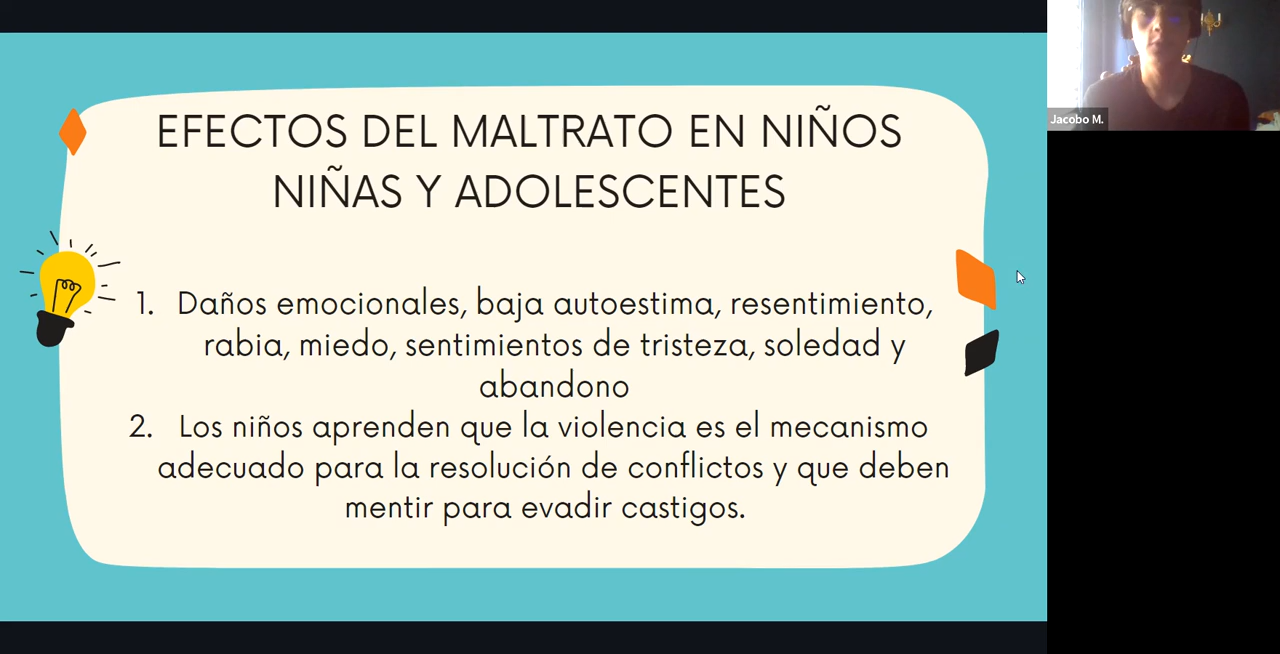 EFECTOS DEL MALTRATO EN NIÑOS
NIÑAS Y ADOLESCENTES
1. Daños emocionales, baja autoestima, resentimiento,
rabia, miedo, sentimientos de tristeza, soledad y
abandono
2. Los niños aprenden que la violencia es el mecanismo
adecuado para la resolución de conflictos y que deben
mentir para evadir castigos.
Jacobo M.